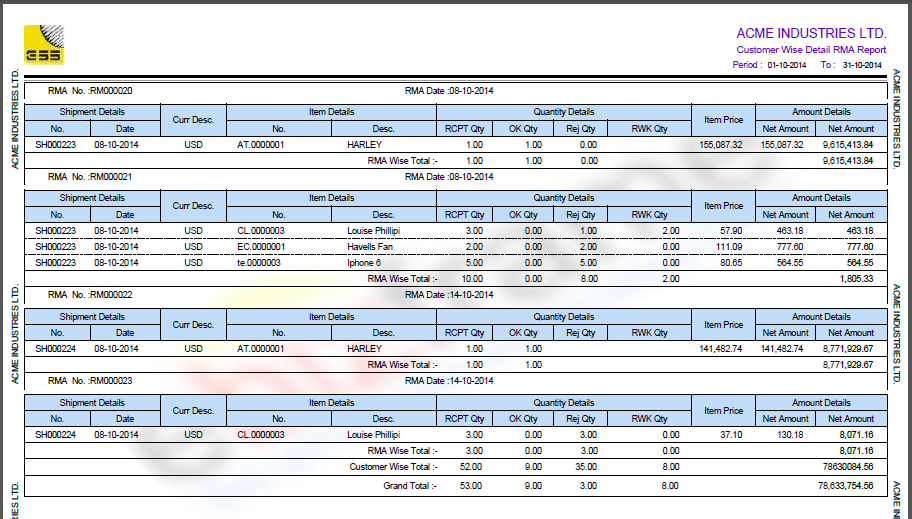 ACME INDUSTRIES LTD.
Customer Wise Detail RMA Report
Period : 01-10-2014 To : 31-10-2014
ACME INDUSTRIES LTD.
ACME INDUSTRIES LTD.
RMA No. :RM000020 RMA Date :08-10-2014
Shipment Details Curr Desc. Item Details Quantity Details Item Price Amount Details
No. Date No. Desc. RCPT Qty OK Qty Rej Qty RWK Qty Net Amount Net Amount
SH000223 08-10-2014 USD AT.0000001 HARLEY 1.00 1.00 0.00 155,087.32 155,087.32 9,615,413.84
RMA Wise Total :- 1.00 1.00 0.00 9,615,413.84
RMA No. :RM000021 RMA Date :08-10-2014
Shipment Details Curr Desc. Item Details Quantity Details Item Price Amount Details
No. Date No. Desc. RCPT Qty OK Qty Rej Qty RWK Qty Net Amount Net Amount
SH000223 08-10-2014 USD CL.0000003 Louise Phillipi 3.00 0.00 1.00 2.00 57.90 463.18 463.18
SH000223 08-10-2014 USD EC.0000001 Havells Fan 2.00 0.00 2.00 0.00 111.09 777.60 777.60
SH000223 08-10-2014 USD te.0000003 Iphone 6 5.00 0.00 5.00 0.00 80.65 564.55 564.55
RMA Wise Total :- 10.00 0.00 8.00 2.00 1,805.33
RMA No. :RM000022 RMA Date :14-10-2014
ACME INDUSTRIES LTD.
ACME INDUSTRIES LTD.
Shipment Details Curr Desc. Item Details Quantity Details Item Price Amount Details
No. Date No. Desc. RCPT Qty OK Qty Rej Qty RWK Qty Net Amount Net Amount
SH000224 08-10-2014 USD AT.0000001 HARLEY 1.00 1.00 141,482.74 141,482.74 8,771,929.67
RMA Wise Total :- 1.00 1.00 8,771,929.67
RMA No. :RM000023 RMA Date :14-10-2014
Shipment Details Curr Desc. Item Details Quantity Details Item Price Amount Details
No. Date No. Desc. RCPT Qty OK Qty Rej Qty RWK Qty Net Amount Net Amount
SH000224 08-10-2014 USD CL.0000003 Louise Phillipi 3.00 0.00 3.00 0.00 37.10 130.18 8,071.16
RMA Wise Total :- 3.00 0.00 3.00 0.00 8,071.16
Customer Wise Total :- 52.00 9.00 35.00 8.00 78630084.56
Grand Total :- 53.00 9.00 3.00 8.00 78,633,754.56
RIES LTD.
ACME IN